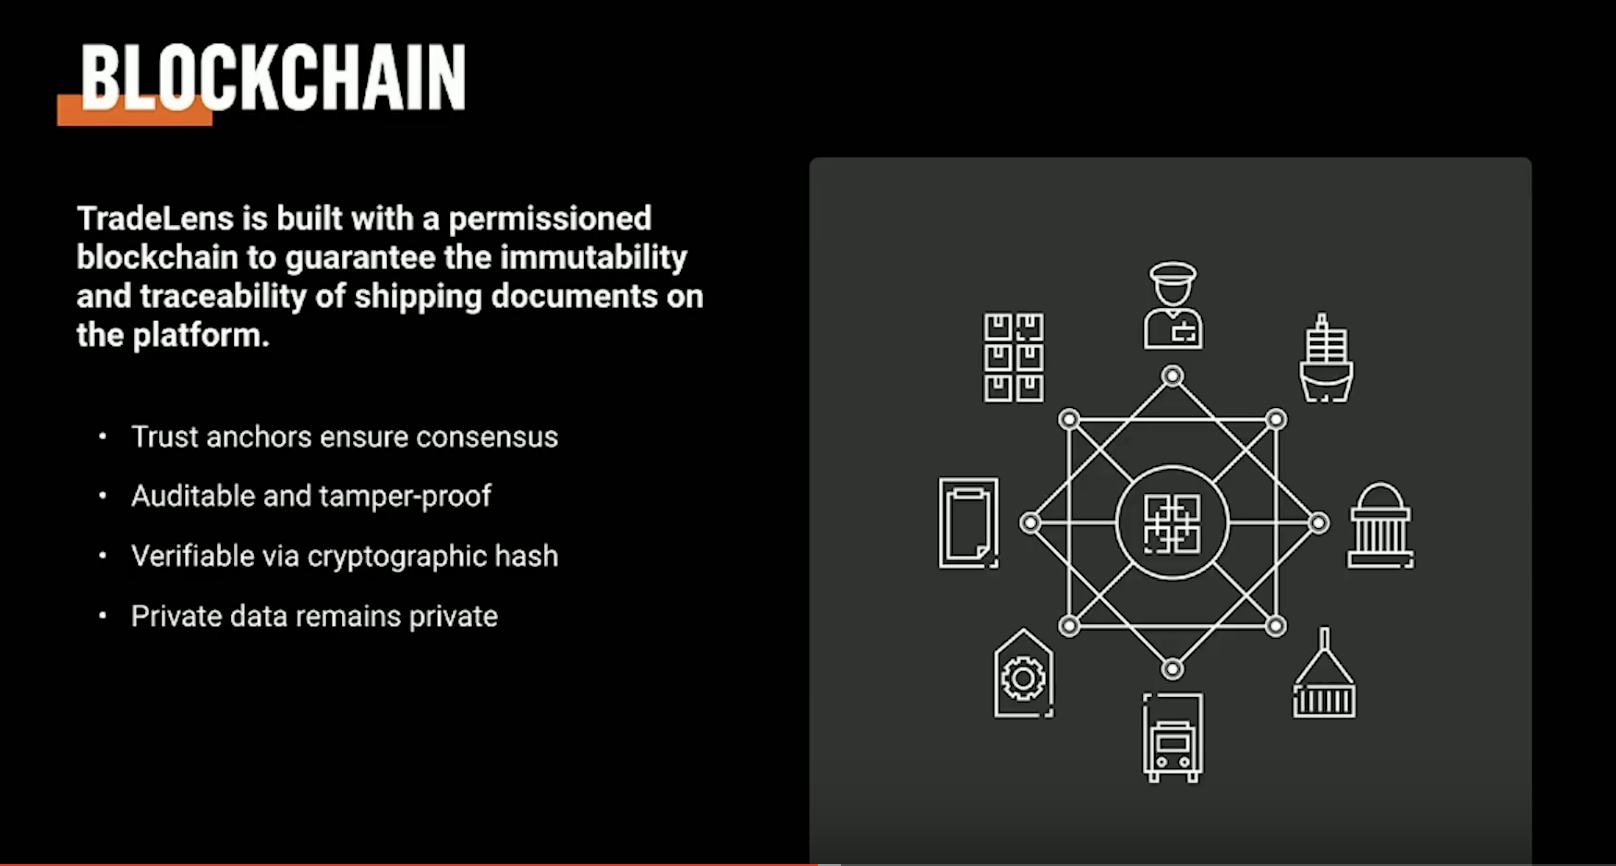 BLOCKCHAIN
TradeLens is built with a permissioned
blockchain to guarantee the immutability
and traceability of shipping documents on
the platform.
• Trust anchors ensure consensus
• Auditable and tamper-proof
• Verifiable via cryptographic hash
• Private data remains private